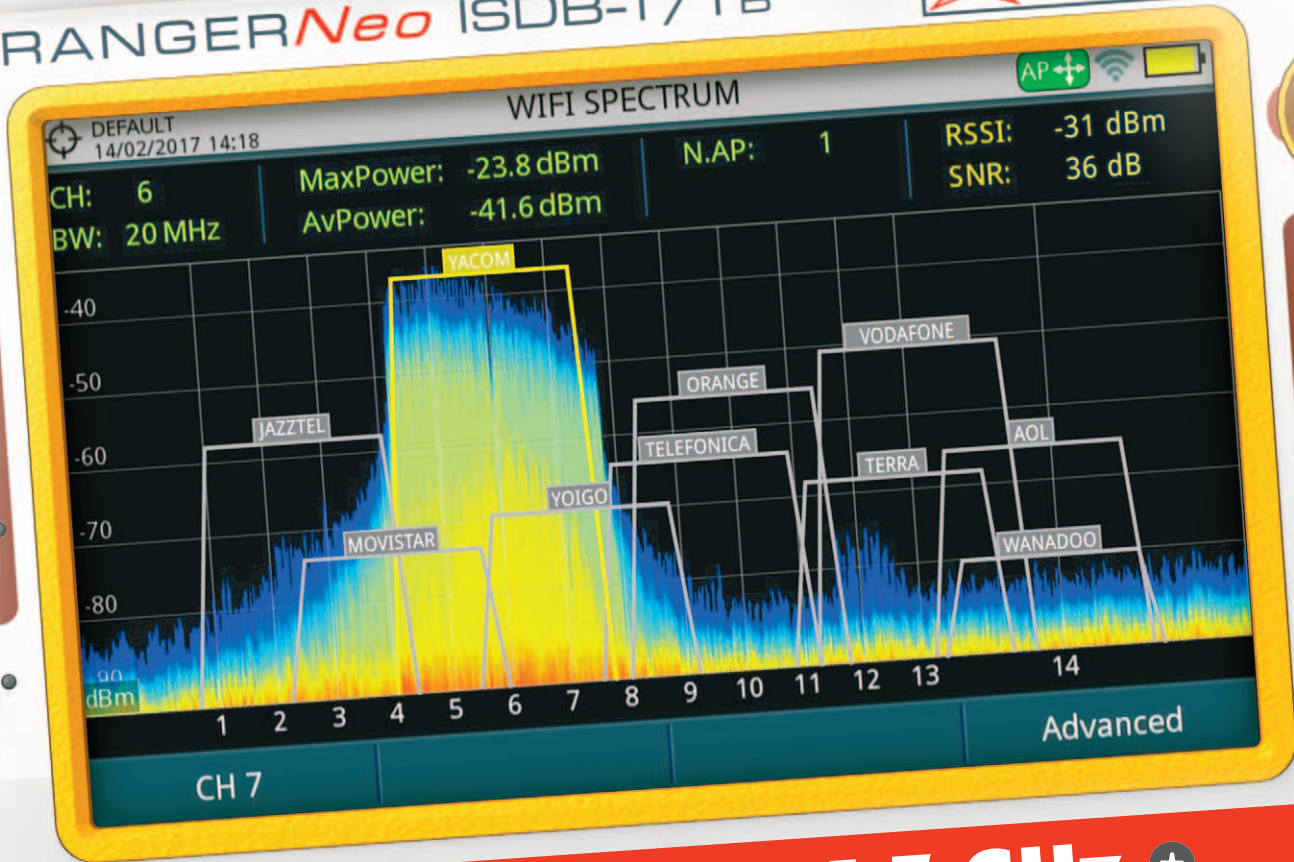 RANGERNeo ISDB-T/TB
WIFI SPECTRUM
AP
DEFAULT
14/02/2017 14:18
CH: 6
BW: 20 MHz
MaxPower: -23.8 dBm
AvPower: -41.6 dBm
N.AP: 1
RSSI: -31 dBm
SNR: 36 dB
YACOM
-40
VODAFONE
-50
ORANGE
JAZZTEL
TELEFONICA
AOL
-60
TERRA
YOIGO
-70
MOVISTAR
WANADOO
-80
-90
dBm
1 2 3 4 5 6 7 8 9 10 11 12 13 14
CH 7
Advanced